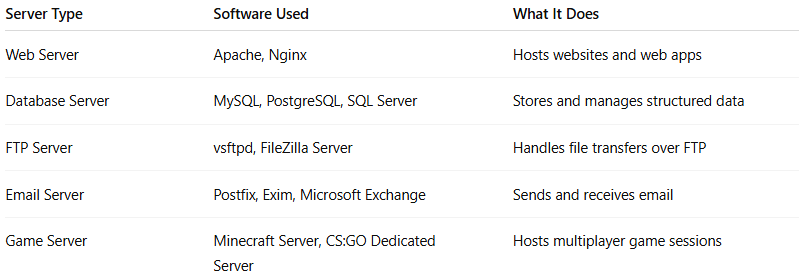 Server Type Software Used What It Does
Web Server Apache, Nginx Hosts websites and web apps
Database Server MySQL, PostgreSQL, SQL Server Stores and manages structured data
FTP Server vsftpd, FileZilla Server Handles file transfers over FTP
Email Server Postfix, Exim, Microsoft Exchange Sends and receives email
Game Server Minecraft Server, CS:GO Dedicated Hosts multiplayer game sessions
Server